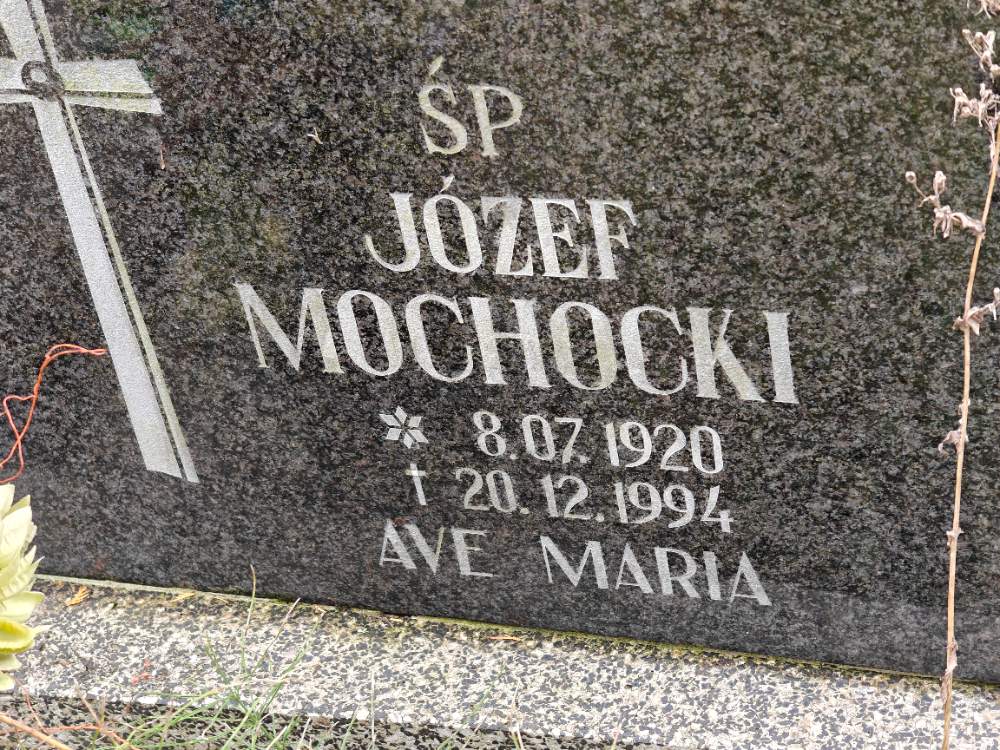 ŚP
JÓZEF
MOCHOCKI
8.07.1920
20.12.1994
AVE MARIA